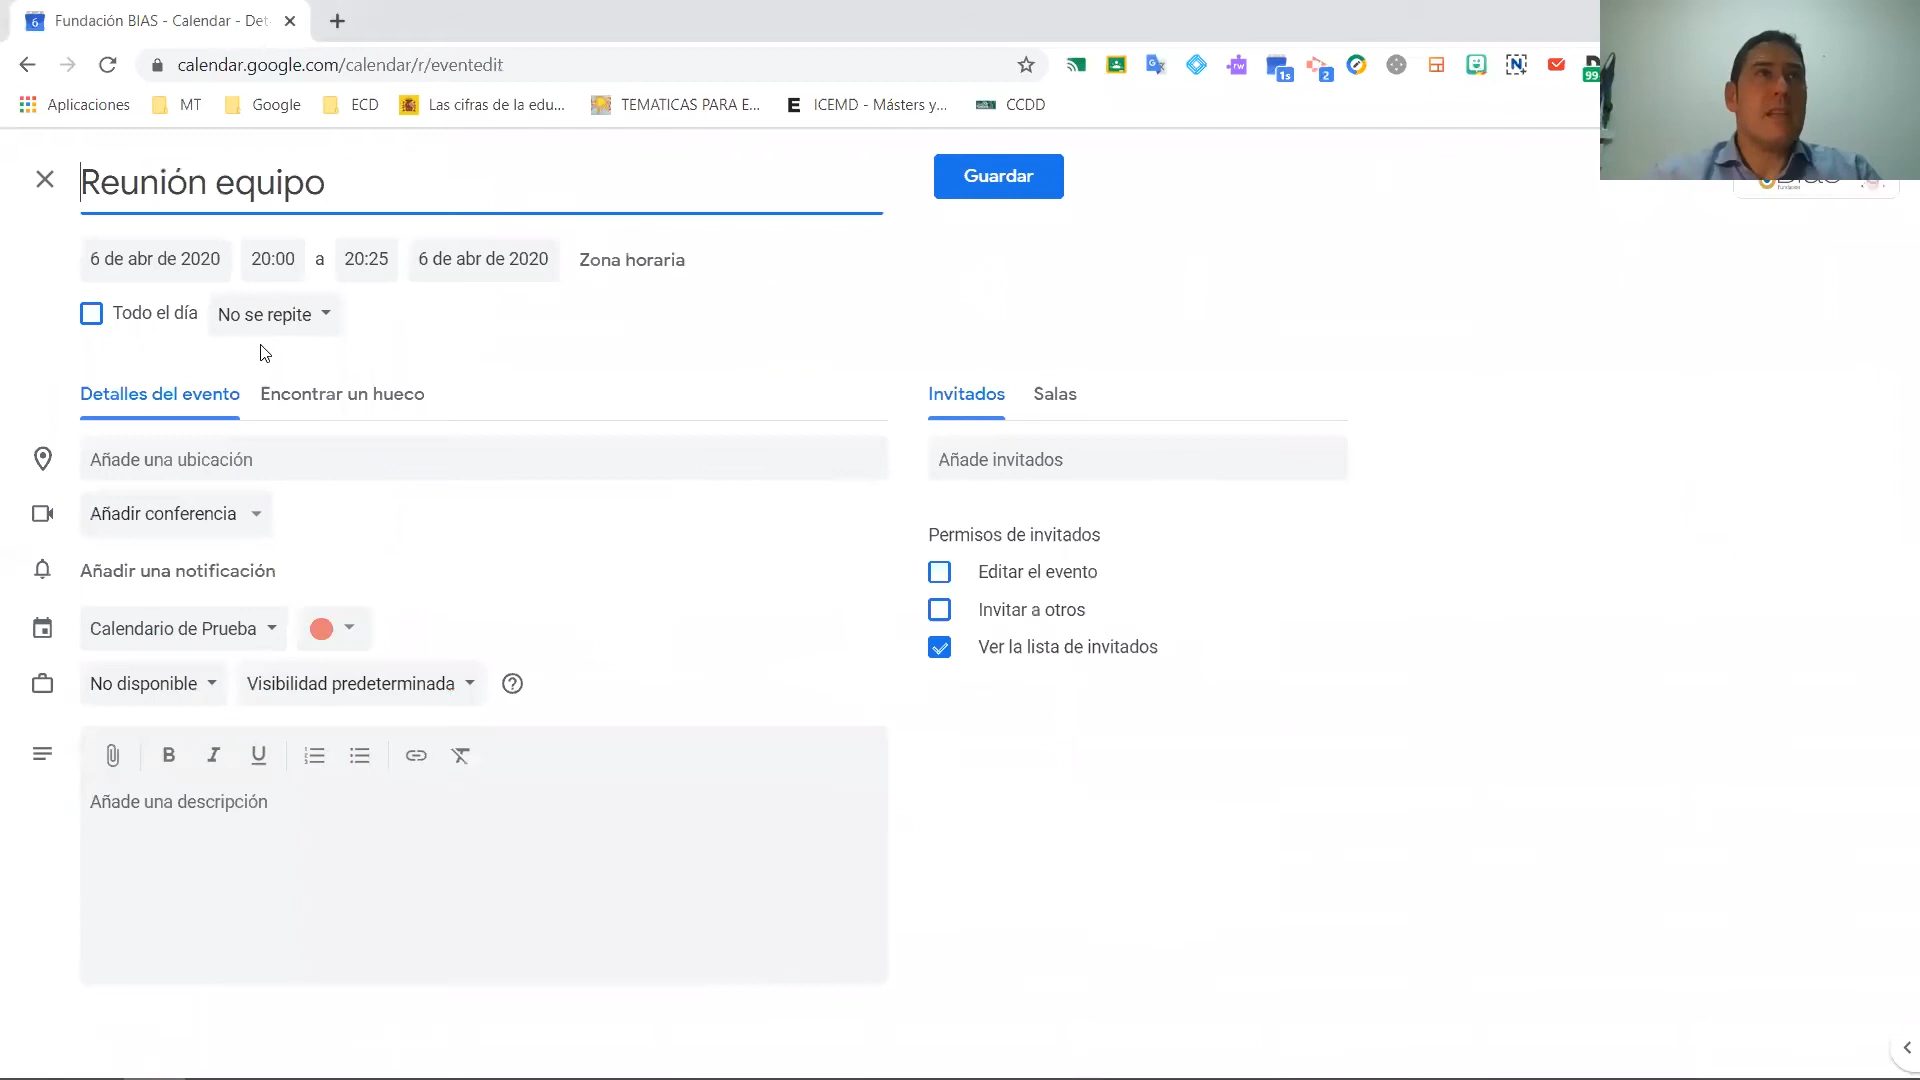 Fundación BIAS - Calendar - Det
calendar.google.com/calendar/r/eventedit
1s
2
99
Aplicaciones MT Google ECD Las cifras de la edu... TEMATICAS PARA E... ICEMD - Másters y... CCDD
Reunión equipo
Guardar
6 de abr de 2020 20:00 a 20:25 6 de abr de 2020 Zona horaria
Todo el día No se repite
Detalles del evento Encontrar un hueco Invitados Salas
Añade una ubicación Añade invitados
Añadir conferencia
Permisos de invitados
Añadir una notificación Editar el evento
Invitar a otros
Calendario de Prueba
Ver la lista de invitados
No disponible Visibilidad predeterminada
B I U
Añade una descripción